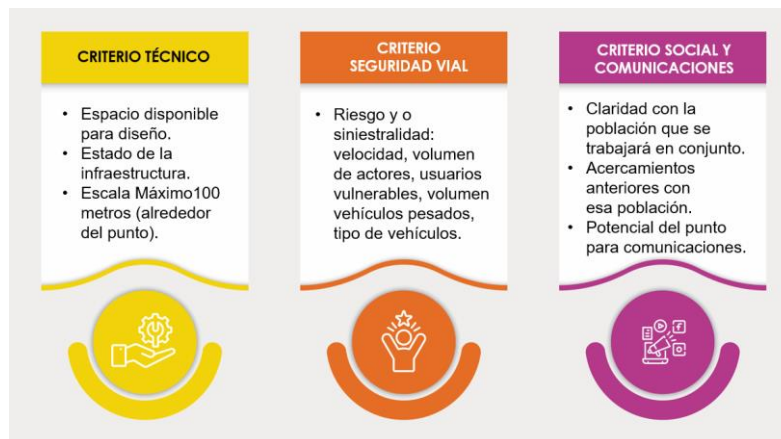 CRITERIO TÉCNICO
• Espacio disponible
para diseño.
• Estado de la
infraestructura.
• Escala Máximo100
metros (alrededor
del punto).
CRITERIO
SEGURIDAD VIAL
• Riesgo y o
siniestralidad:
velocidad, volumen
de actores, usuarios
vulnerables, volumen
vehículos pesados,
tipo de vehículos.
CRITERIO SOCIAL Y
COMUNICACIONES
• Claridad con la
población que se
trabajará en conjunto.
• Acercamientos
anteriores con
esa población.
• Potencial del punto
para comunicaciones.